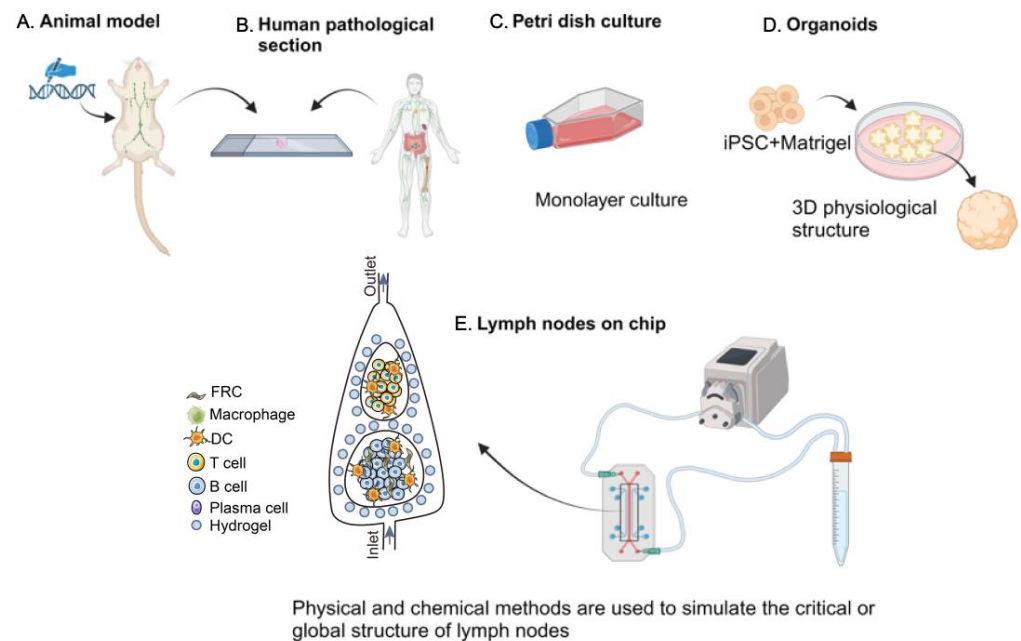 A. Animal model
B. Human pathological
section
C. Petri dish culture
D. Organoids
iPSC+Matrigel
Monolayer culture
3D physiological
structure
Outlet
E. Lymph nodes on chip
FRC
Macrophage
DC
T cell
B cell
Plasma cell
Hydrogel
Inlet
Physical and chemical methods are used to simulate the critical or
global structure of lymph nodes